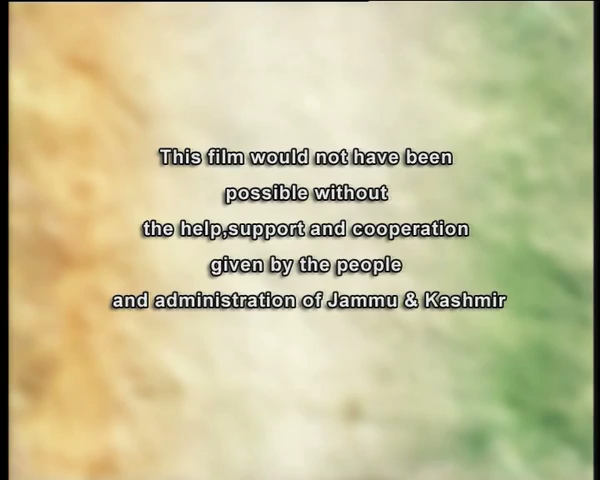 This film would not have been
possible without
the help,support and cooperation
given by the people
and administration of Jammu & Kashmir